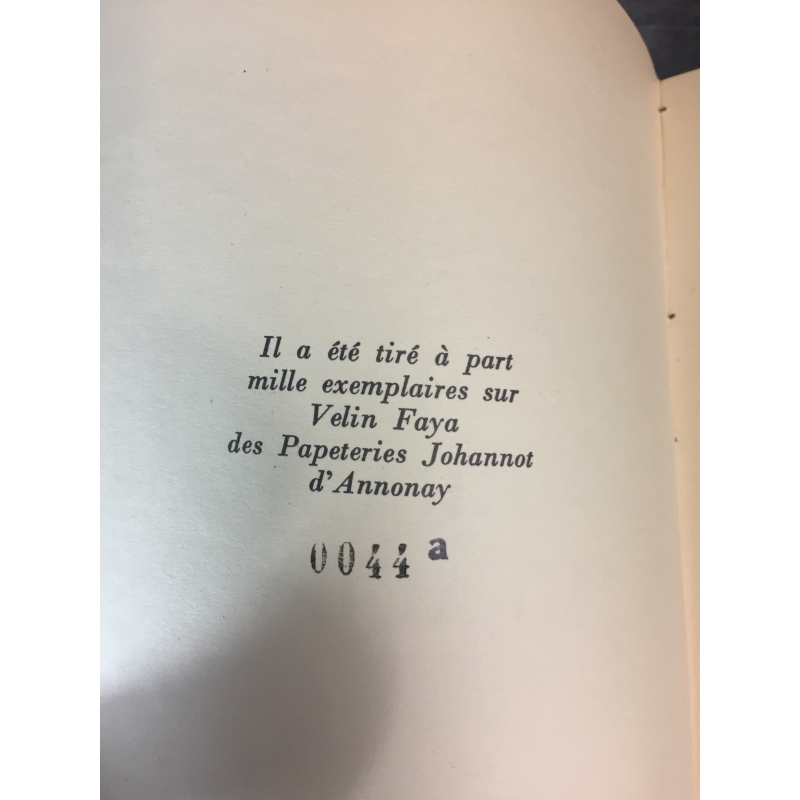 Il a été tiré à part
mille exemplaires sur
Velin Faya
des Papeteries Johannot
d'Annonay
0044 a